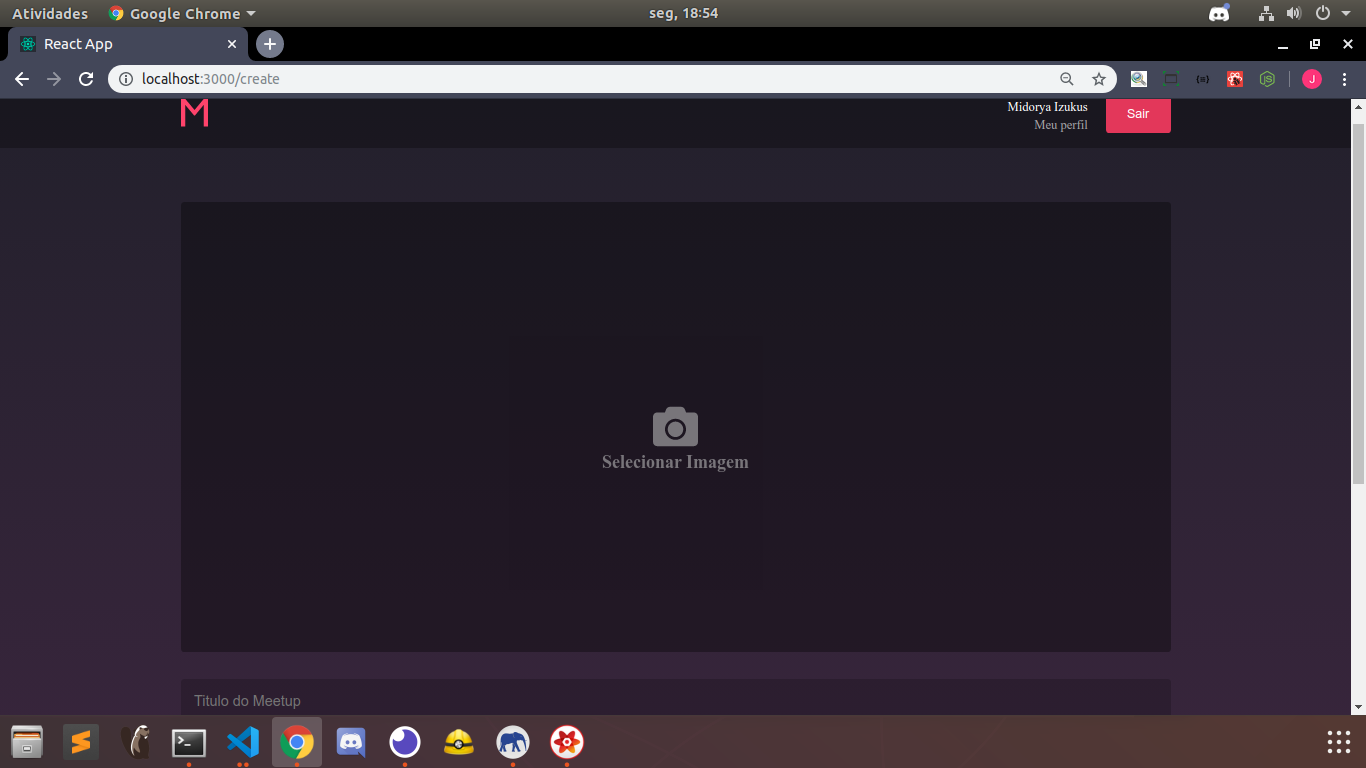 Atividades Google Chrome seg, 18:54
React App
localhost:3000/create J
M Midorya Izukus
Meu perfil
Sair
Selecionar Imagem
Titulo do Meetup